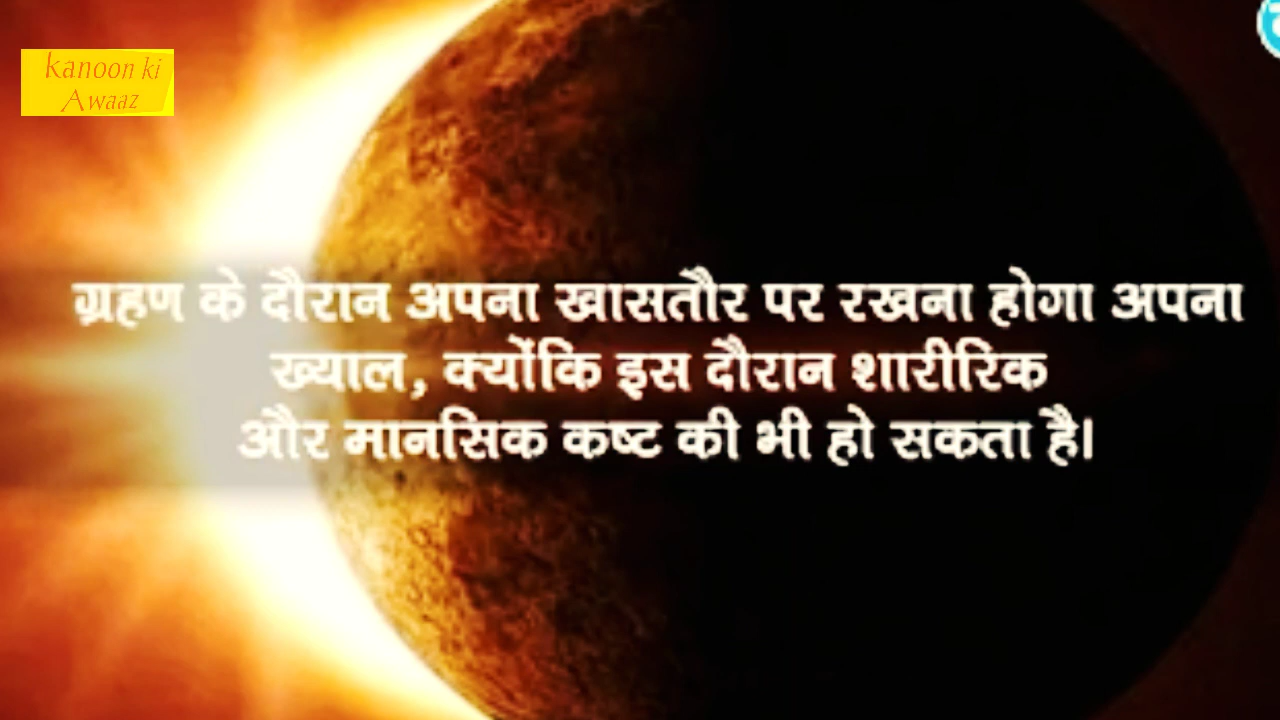 Kanoon ki
Awaaz
ग्रहण के दौरान अपना खासतौर पर रखना होगा अपना
ख्याल, क्योंकि इस दौरान शारीरिक
और मानसिक कष्ट की भी हो सकता है।